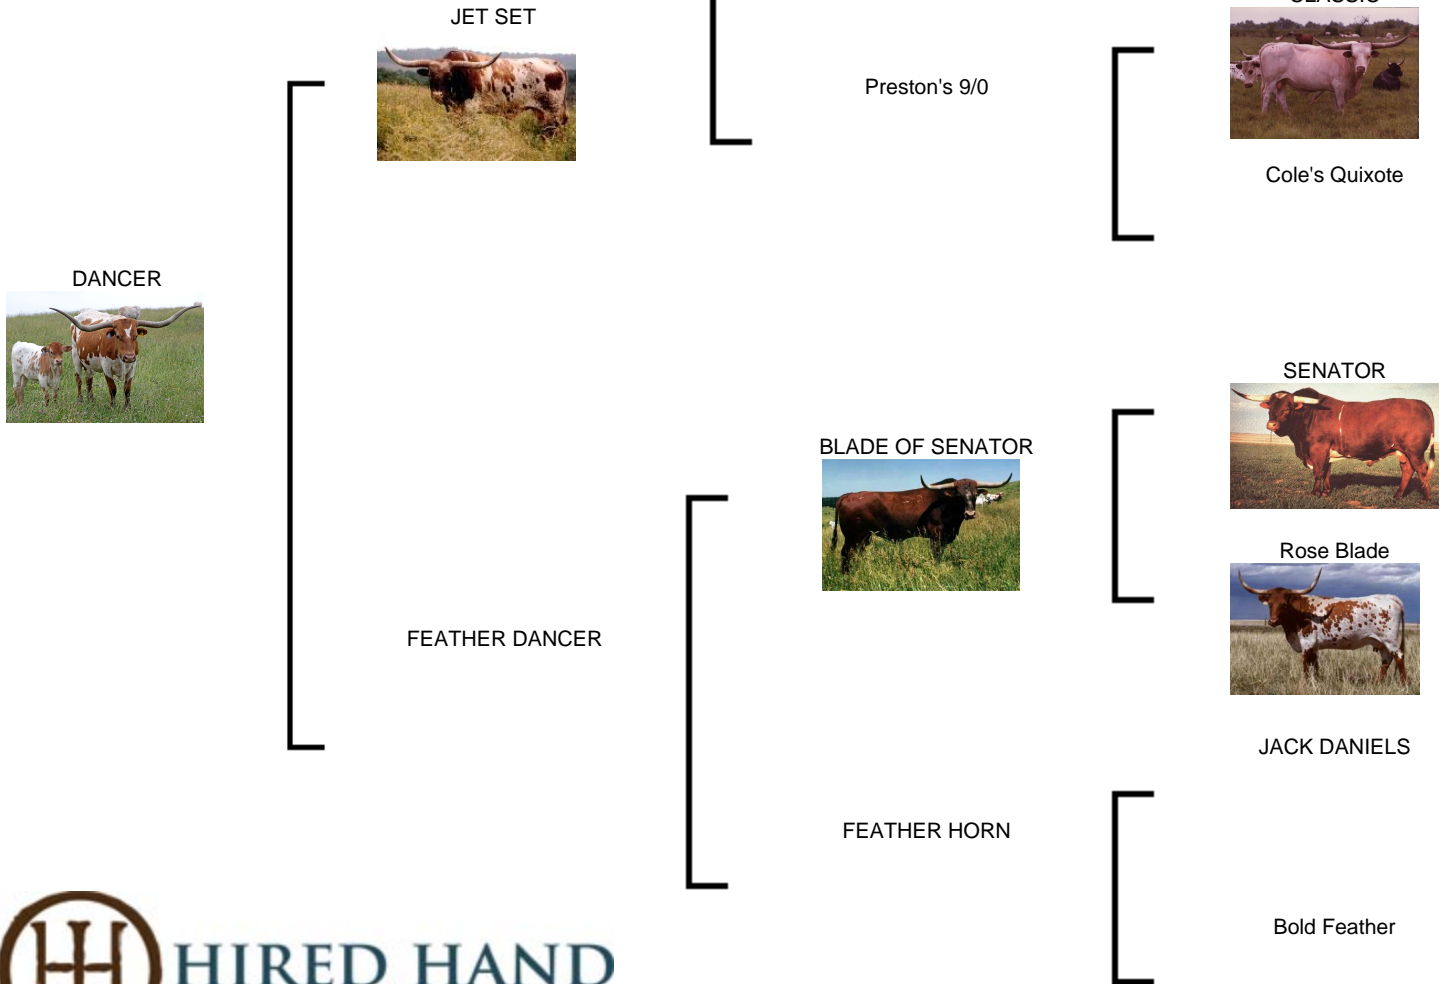 CLASSIC
JET SET
Preston's 9/0
Cole's Quixote
DANCER
SENATOR
BLADE OF SENATOR
Rose Blade
FEATHER DANCER
JACK DANIELS
FEATHER HORN
Bold Feather
HIRED HAND